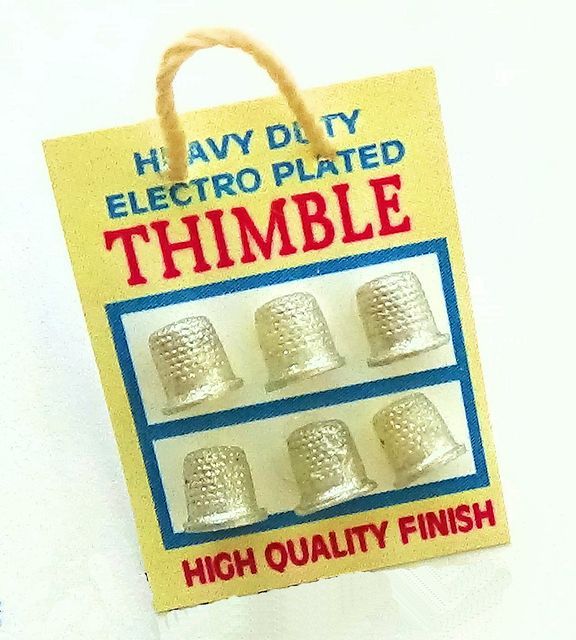 HEAVY DUTY
ELECTRO PLATED
THIMBLE
HIGH QUALITY FINISH